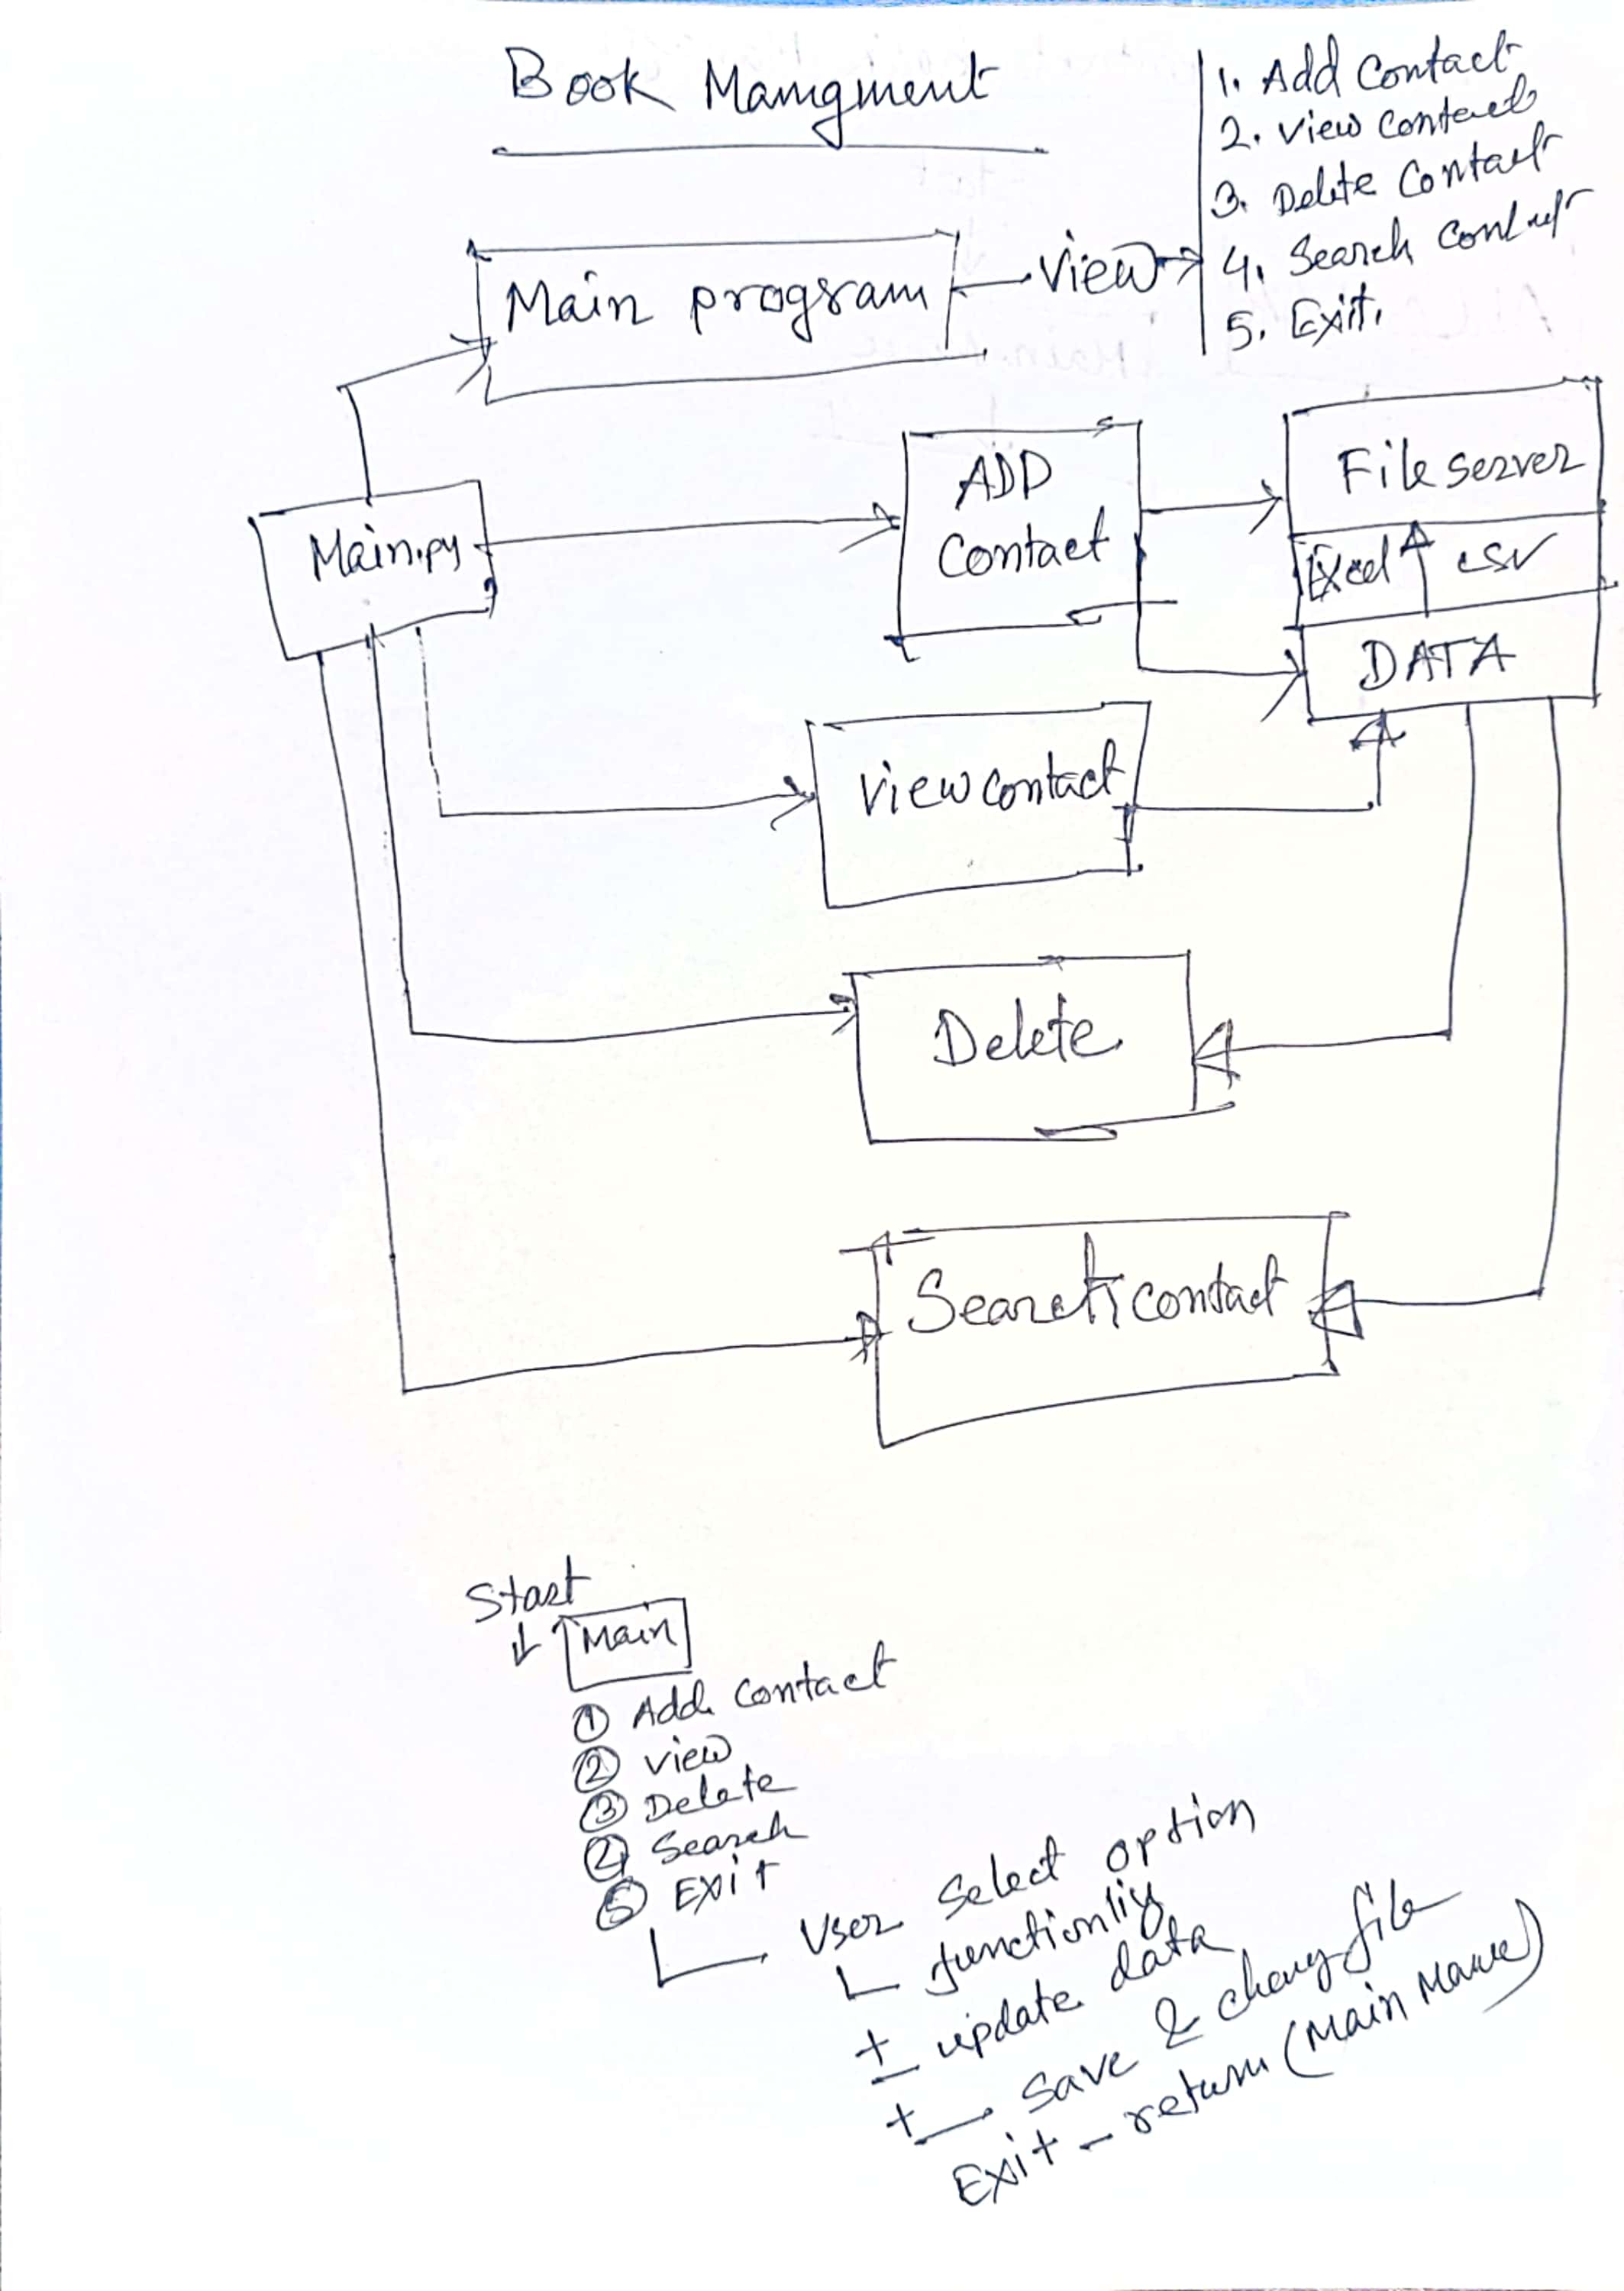 Book Mangment
1. Add Contact
2. View Contact
3. Delete Contact
4. Search Contact
5. Exit.
Main program
View
Main.py
ADD
Contact
File server
Excel
csv
DATA
View contact
Delete
Search contact
Start
Main
① Add Contact
② view
③ Delete
④ Search
⑤ Exit
User select option
functionliy
update data
Save & chang file
Exit - return (Main Manue)